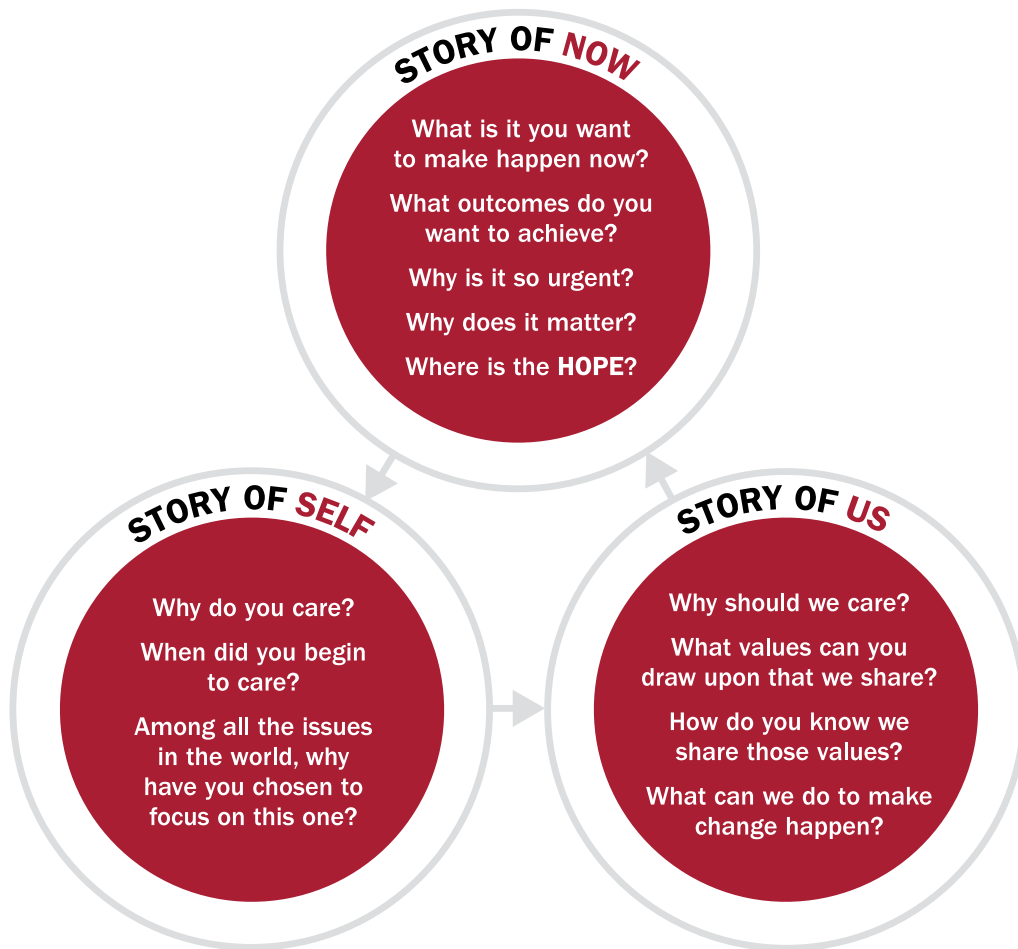 STORY OF NOW
What is it you want
to make happen now?
What outcomes do you
want to achieve?
Why is it so urgent?
Why does it matter?
Where is the HOPE?
STORY OF SELF
Why do you care?
When did you begin
to care?
Among all the issues
in the world, why
have you chosen to
focus on this one?
STORY OF US
Why should we care?
What values can you
draw upon that we share?
How do you know we
share those values?
What can we do to make
change happen?